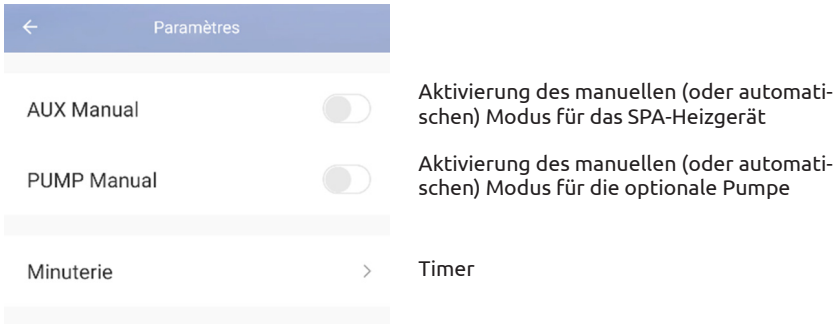 Paramètres
AUX Manual
Aktivierung des manuellen (oder automati-
schen) Modus für das SPA-Heizgerät
PUMP Manual
Aktivierung des manuellen (oder automati-
schen) Modus für die optionale Pumpe
Minuterie
Timer